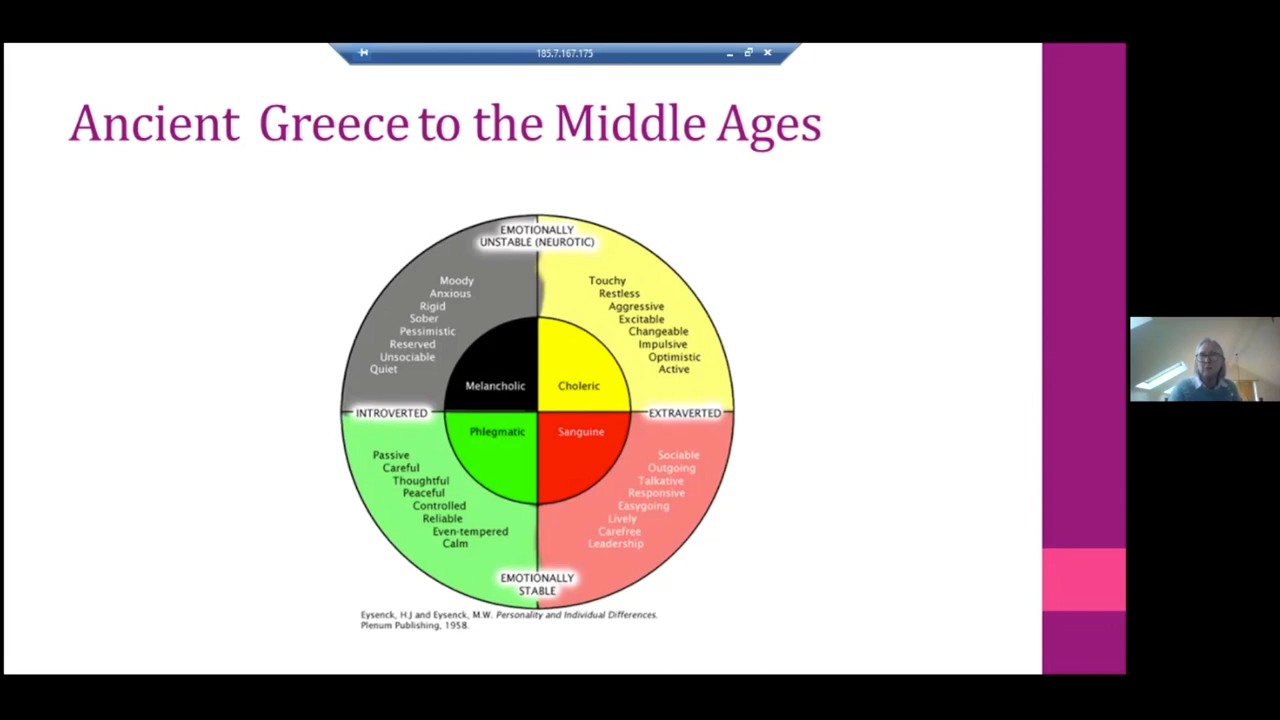 185.7.167.175
Ancient Greece to the Middle Ages
EMOTIONALLY
UNSTABLE (NEUROTIC)
Moody
Anxious
Rigid
Sober
Pessimistic
Reserved
Unsociable
Quiet
Touchy
Restless
Aggressive
Excitable
Changeable
Impulsive
Optimistic
Active
Melancholic
Choleric
INTROVERTED
EXTRAVERTED
Phlegmatic
Sanguine
Passive
Careful
Thoughtful
Peaceful
Controlled
Reliable
Even-tempered
Calm
Sociable
Outgoing
Talkative
Responsive
Easygoing
Lively
Carefree
Leadership
EMOTIONALLY
STABLE
Eysenck, H.J and Eysenck, M.W. Personality and Individual Differences.
Plenum Publishing, 1958.